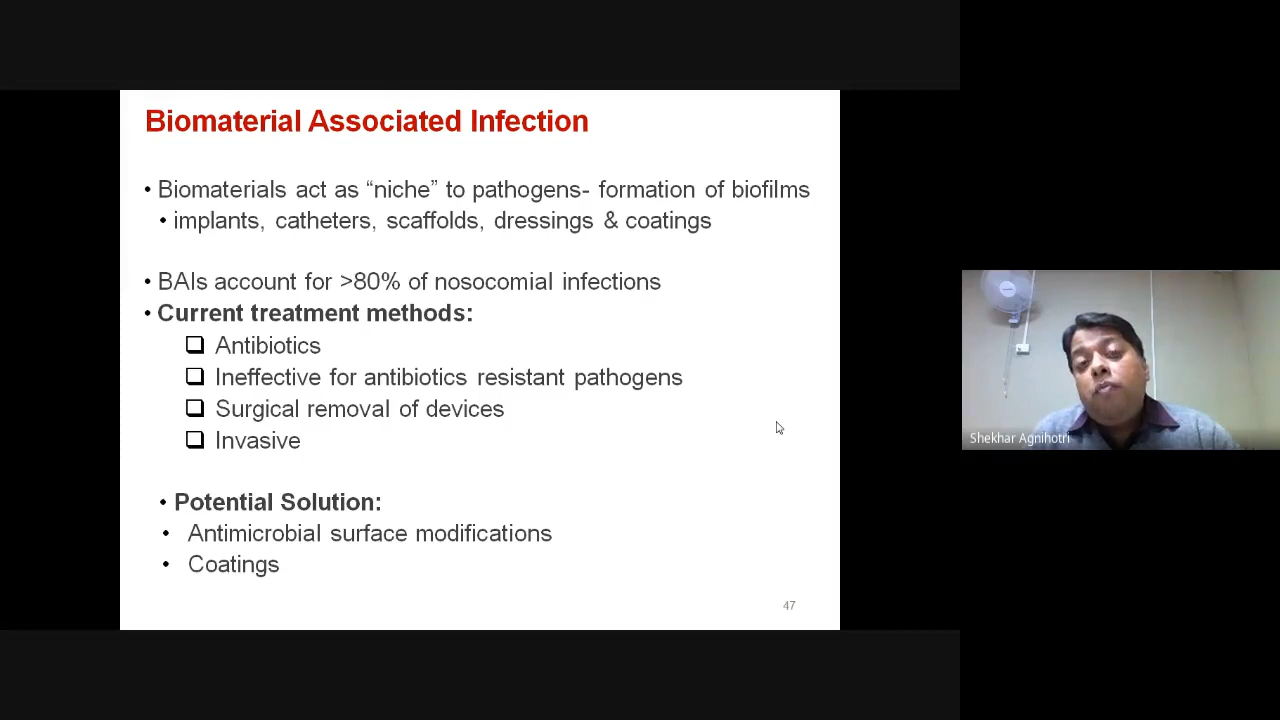 Biomaterial Associated Infection
• Biomaterials act as “niche” to pathogens- formation of biofilms
• implants, catheters, scaffolds, dressings & coatings
• BAIs account for >80% of nosocomial infections
• Current treatment methods:
❑ Antibiotics
❑ Ineffective for antibiotics resistant pathogens
❑ Surgical removal of devices
❑ Invasive
• Potential Solution:
• Antimicrobial surface modifications
• Coatings
47
Shekhar Agnihotri